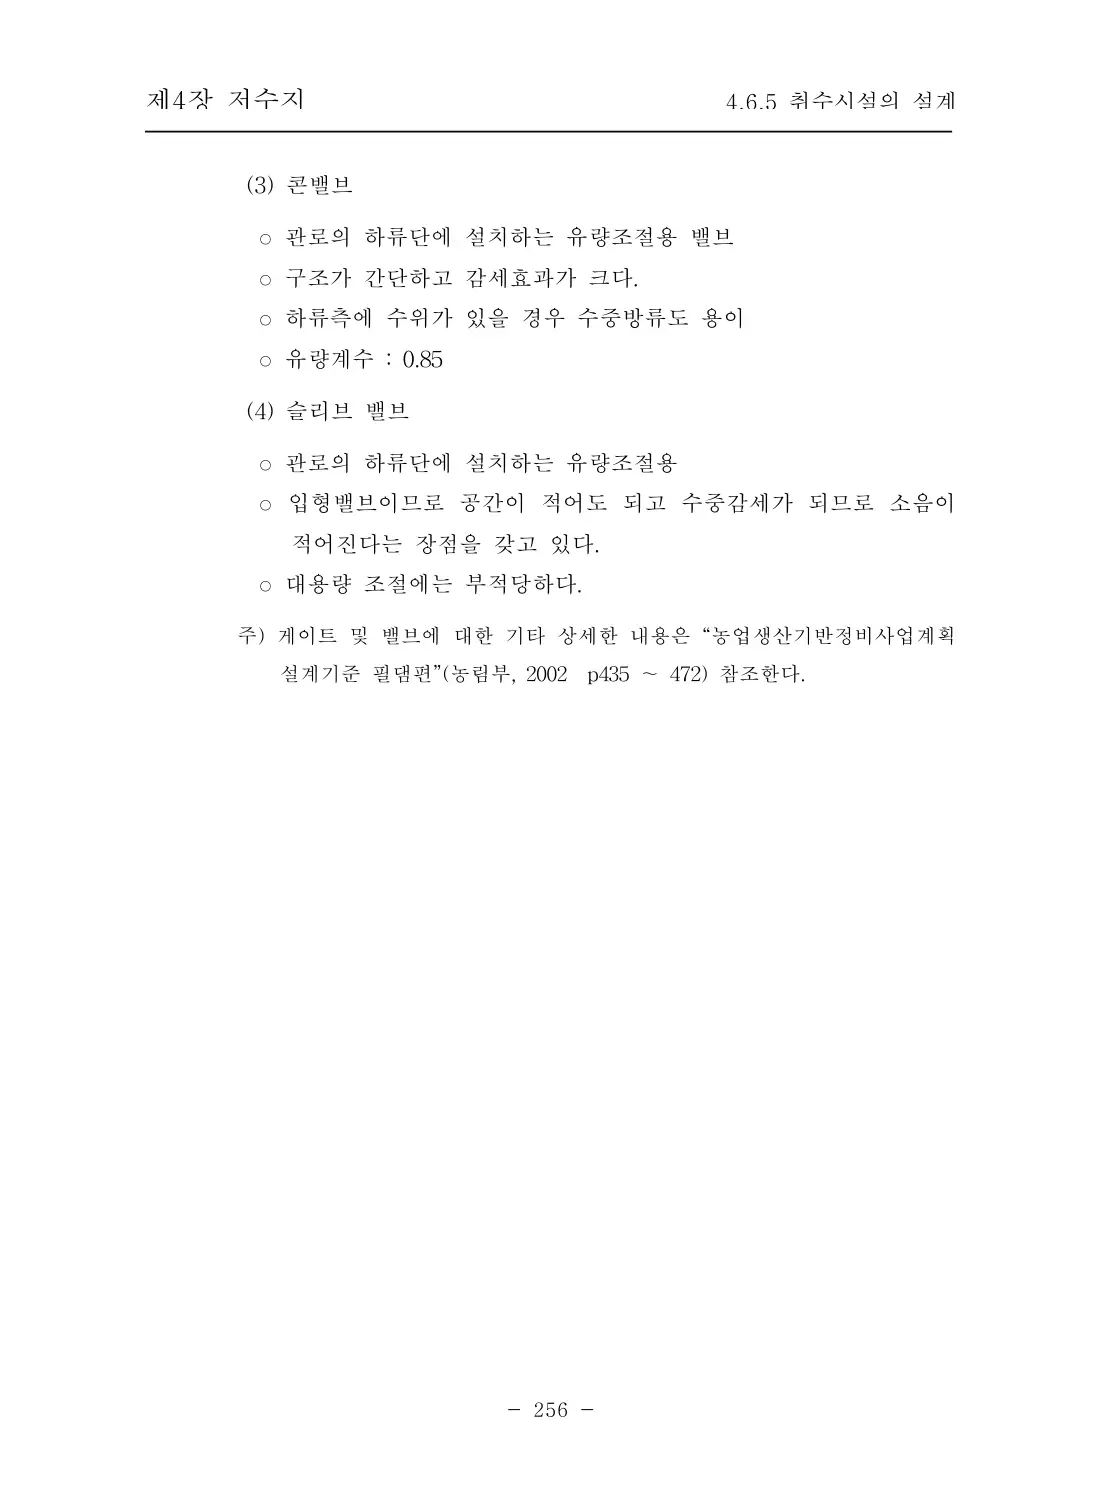 제4장 저수지
4.6.5 취수시설의 설계
(3) 콘밸브
○ 관로의 하류단에 설치하는 유량조절용 밸브
○ 구조가 간단하고 감세효과가 크다.
○ 하류측에 수위가 있을 경우 수중방류도 용이
○ 유량계수 : 0.85
(4) 슬리브 밸브
○ 관로의 하류단에 설치하는 유량조절용
○ 입형밸브이므로 공간이 적어도 되고 수중감세가 되므로 소음이
적어진다는 장점을 갖고 있다.
○ 대용량 조절에는 부적당하다.
주) 게이트 및 밸브에 대한 기타 상세한 내용은 “농업생산기반정비사업계획
설계기준 필댐편”(농림부, 2002 p435 ~ 472) 참조한다.
- 256 -